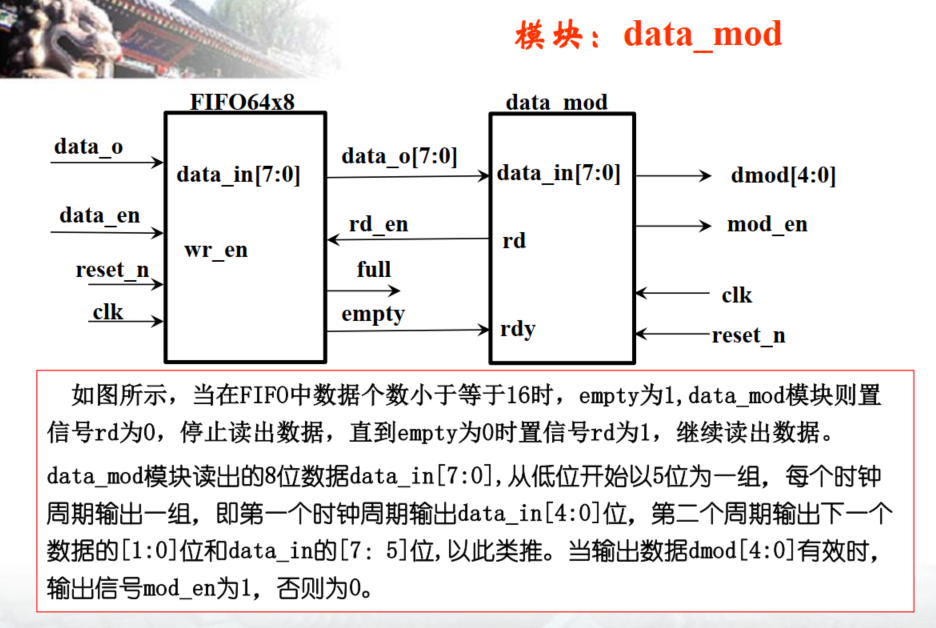 模块：data_mod
FIFO64x8
data_mod
data_o
data_in[7:0]
data_o[7:0]
data_in[7:0]
dmod[4:0]
data_en
wr_en
rd_en
rd
mod_en
reset_n
full
clk
clk
empty
rdy
reset_n
如图所示，当在FIFO中数据个数小于等于16时，empty为1,data_mod模块则置
信号rd为0，停止读出数据，直到empty为0时置信号rd为1，继续读出数据。
data_mod模块读出的8位数据data_in[7:0],从低位开始以5位为一组，每个时钟
周期输出一组，即第一个时钟周期输出data_in[4:0]位，第二个周期输出下一个
数据的[1:0]位和data_in的[7：5]位,以此类推。当输出数据dmod[4:0]有效时，
输出信号mod_en为1，否则为0。